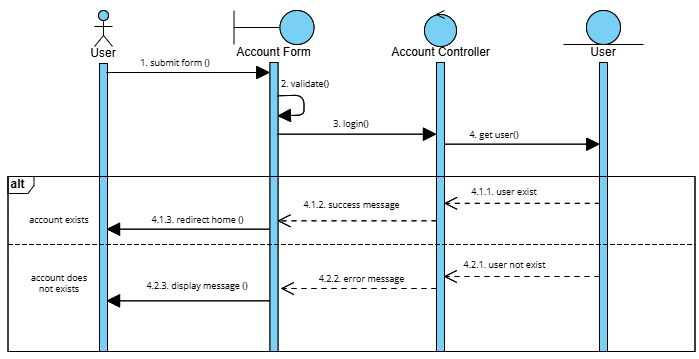 User
Account Form
Account Controller
User
1. submit form ()
2. validate()
3. login()
4. get user()
alt
4.1.1. user exist
4.1.2. success message
account exists
4.1.3. redirect home ()
4.2.1. user not exist
account does
not exists
4.2.2. error message
4.2.3. display message ()